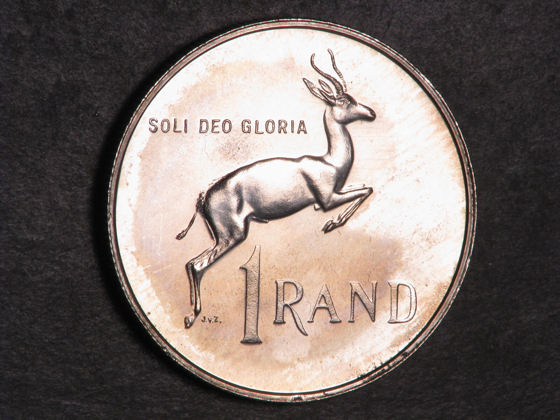 SOLI DEO GLORIA
1 RAND
J.v.Z.